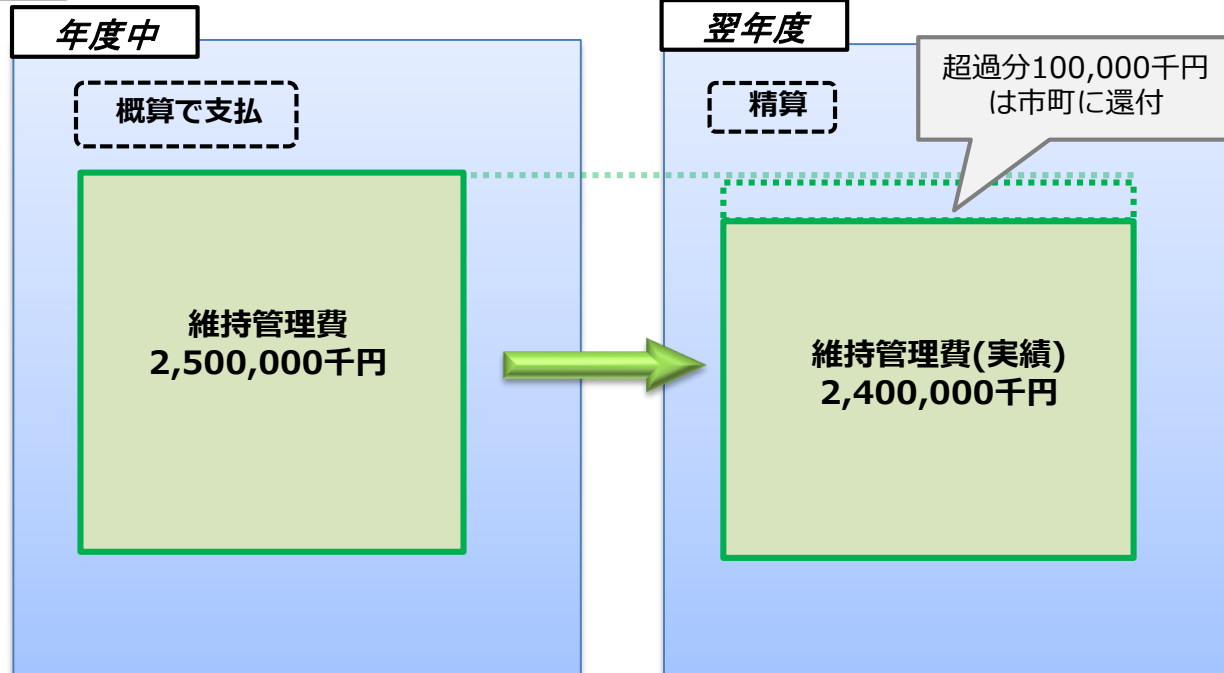 年度中
概算で支払
維持管理費
2,500,000千円
翌年度
精算
超過分100,000千円
は市町に還付
維持管理費(実績)
2,400,000千円